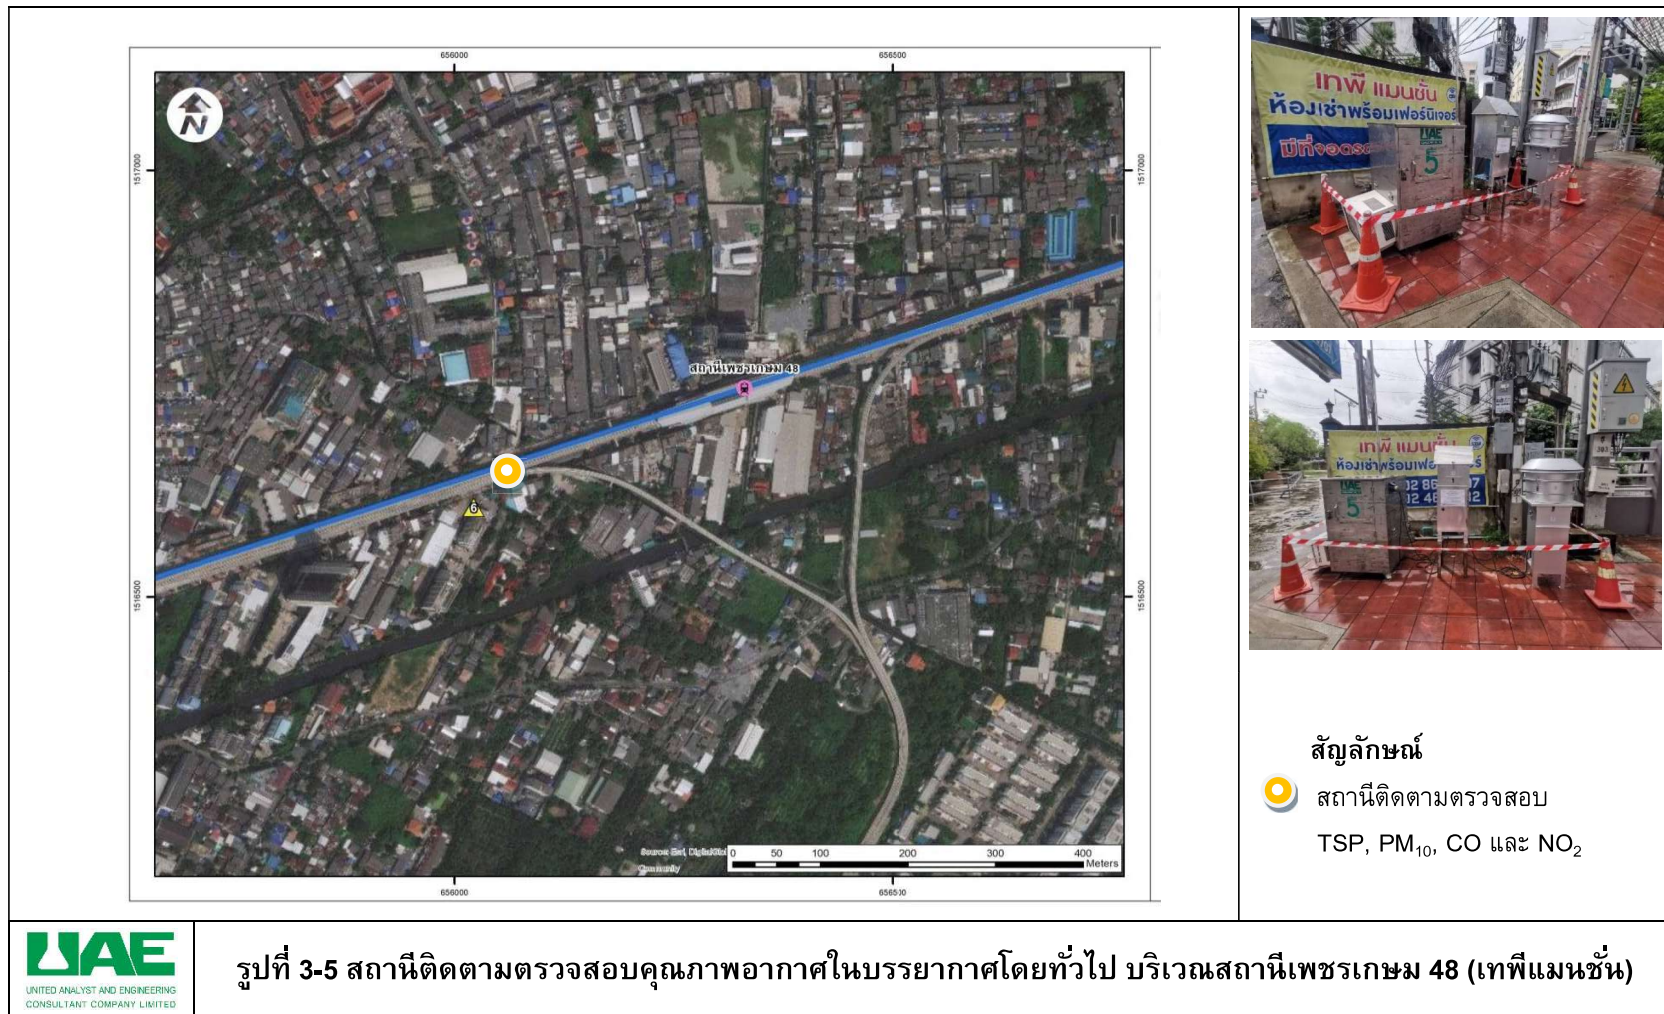 656000
656500
N
1517000
1517000
สถานีเพชรเกษม 48
6
1516500
1516500
0 50 100 200 300 400
Meters
Community
656000
เทพี แมนชั่น
ห้องเช่าพร้อมเฟอร์นิเจอร์
UAE
5
เทพี แมนชั่น
UAE
5
สัญลักษณ์
สถานีติดตามตรวจสอบ
TSP, PM10, CO และ NO2
UAE
UNITED ANALYST AND ENGINEERING
CONSULTANT COMPANY LIMITED
รูปที่ 3-5 สถานีติดตามตรวจสอบคุณภาพอากาศในบรรยากาศโดยทั่วไป บริเวณสถานีเพชรเกษม 48 (เทพีแมนชั่น)